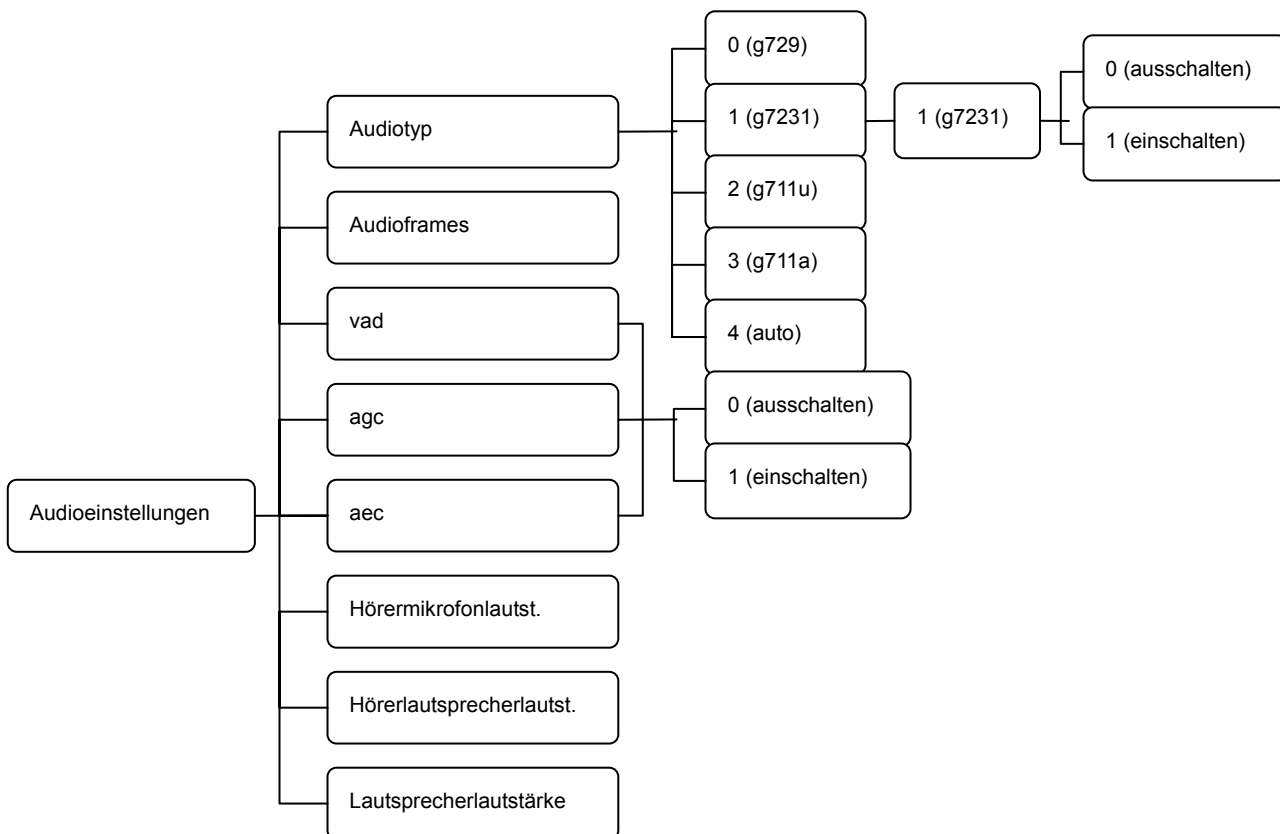 Audioeinstellungen
Audiotyp
Audioframes
vad
agc
aec
Hörermikrofonlautst.
Hörerlautsprecherlautst.
Lautsprecherlautstärke
0 (g729)
1 (g7231)
2 (g711u)
3 (g711a)
4 (auto)
0 (ausschalten)
1 (einschalten)
1 (g7231)
0 (ausschalten)
1 (einschalten)